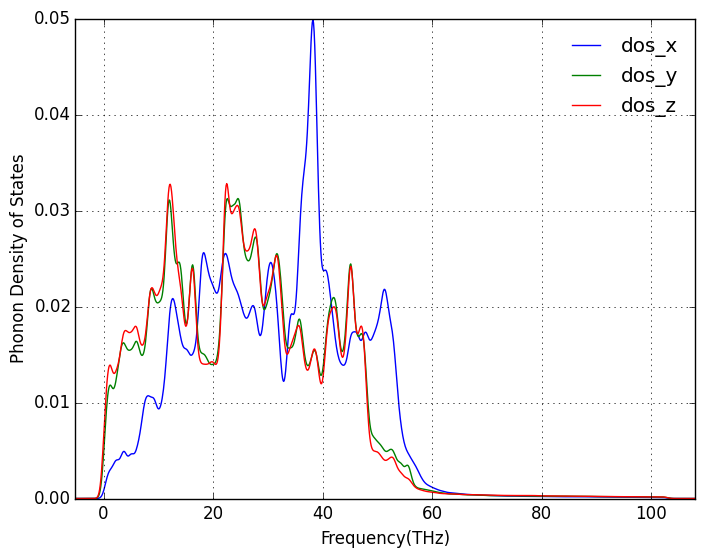 0.05
0.04
0.03
0.02
0.01
0.00
Phonon Density of States
dos_x
dos_y
dos_z
0
20
40
60
80
100
Frequency(THz)